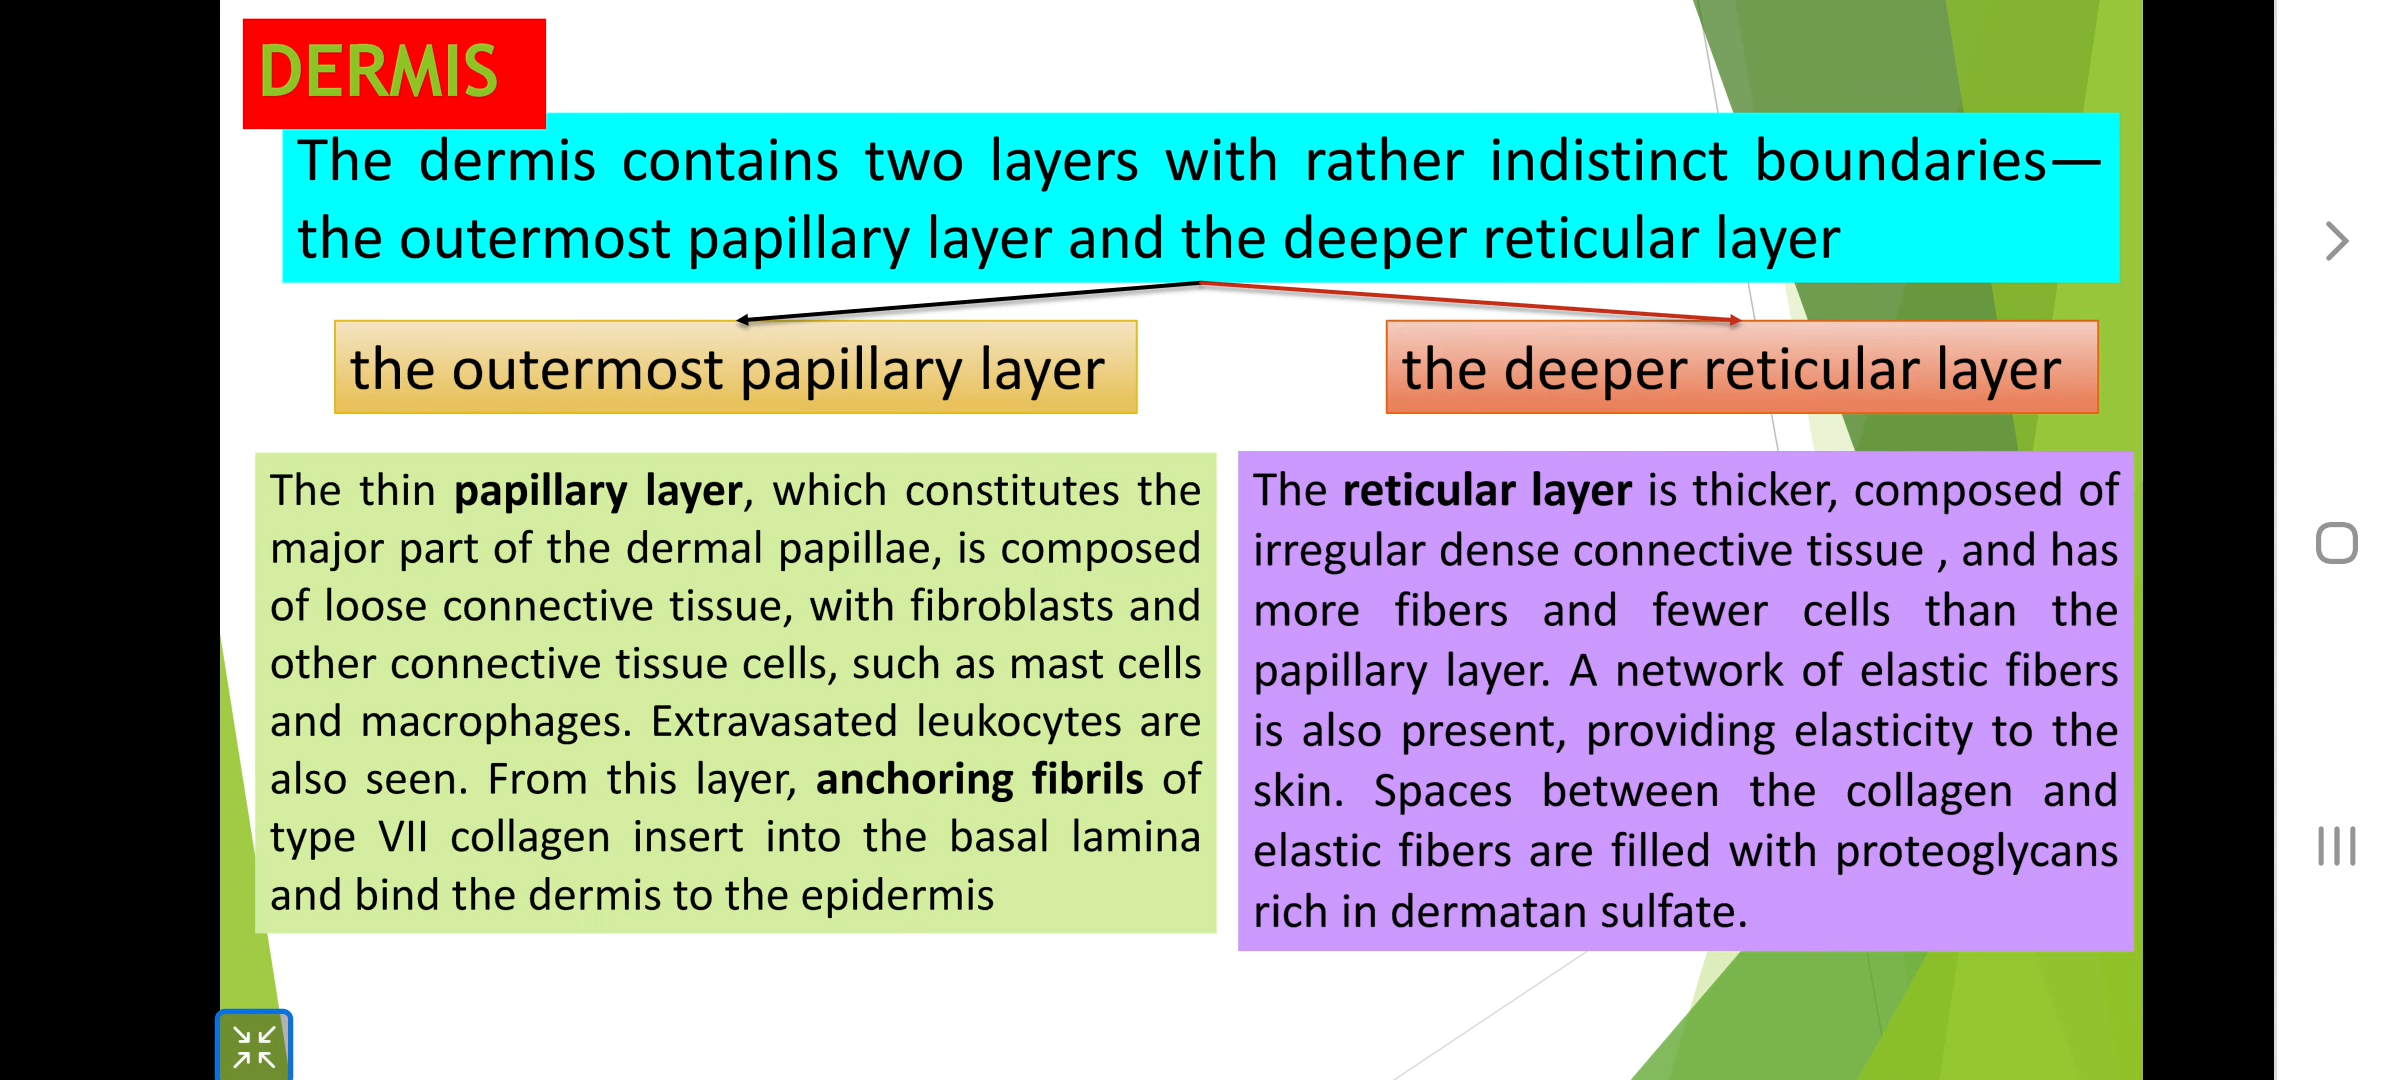 DERMIS
The dermis contains two layers with rather indistinct boundaries—
the outermost papillary layer and the deeper reticular layer
the outermost papillary layer
the deeper reticular layer
The thin papillary layer, which constitutes the
major part of the dermal papillae, is composed
of loose connective tissue, with fibroblasts and
other connective tissue cells, such as mast cells
and macrophages. Extravasated leukocytes are
also seen. From this layer, anchoring fibrils of
type VII collagen insert into the basal lamina
and bind the dermis to the epidermis
The reticular layer is thicker, composed of
irregular dense connective tissue , and has
more fibers and fewer cells than the
papillary layer. A network of elastic fibers
is also present, providing elasticity to the
skin. Spaces between the collagen and
elastic fibers are filled with proteoglycans
rich in dermatan sulfate.